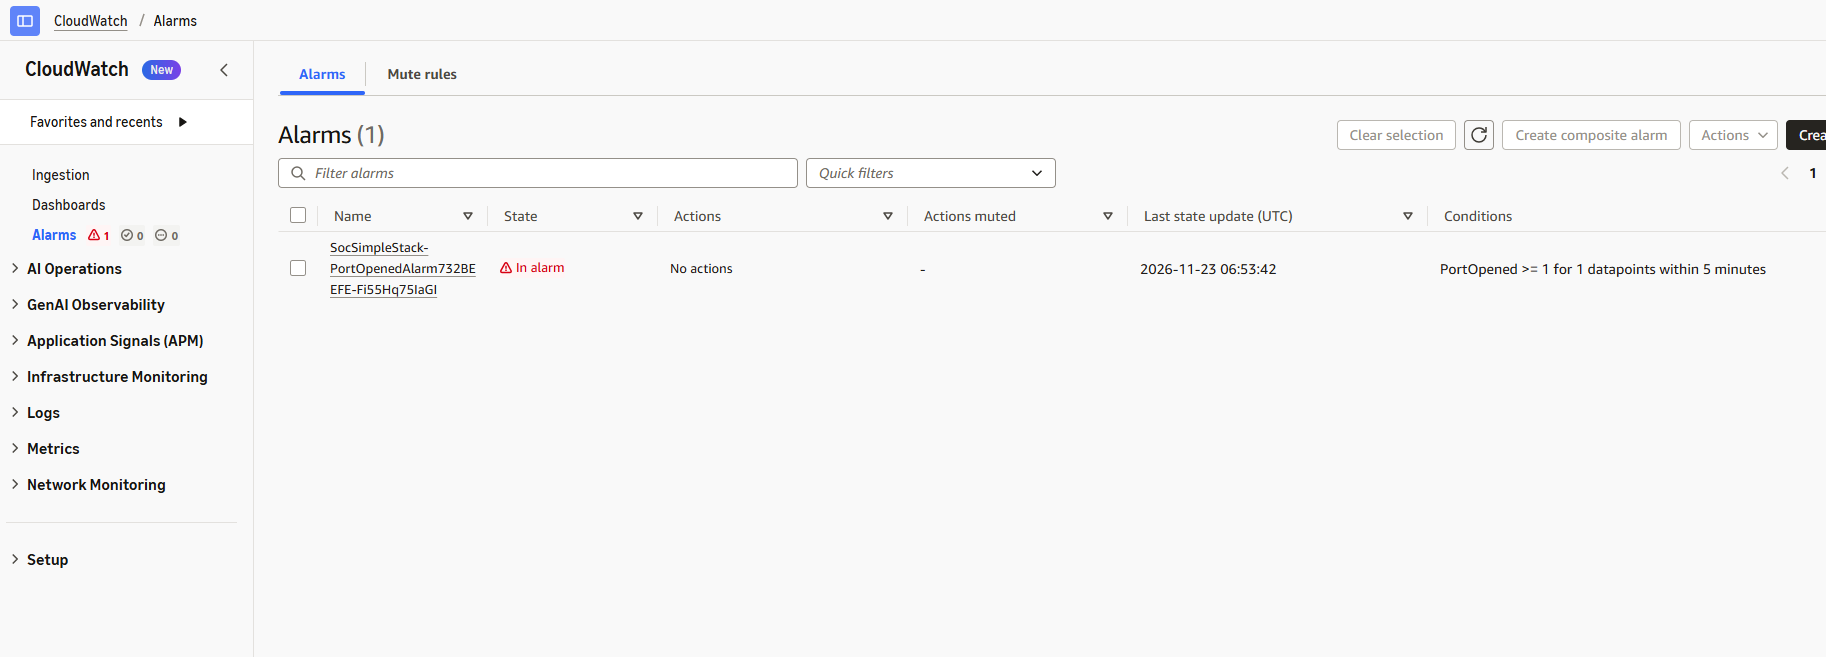 CloudWatch / Alarms
CloudWatch New
Favorites and recents
Ingestion
Dashboards
Alarms 1 0 0
AI Operations
GenAI Observability
Application Signals (APM)
Infrastructure Monitoring
Logs
Metrics
Network Monitoring
Setup
Alarms Mute rules
Alarms (1)
Clear selection Create composite alarm Actions Crea
Filter alarms Quick filters 1
Name State Actions Actions muted Last state update (UTC) Conditions
SocSimpleStack-
PortOpenedAlarm732BE
EFE-Fi55Hq75IaGI
In alarm No actions - 2026-11-23 06:53:42 PortOpened >= 1 for 1 datapoints within 5 minutes